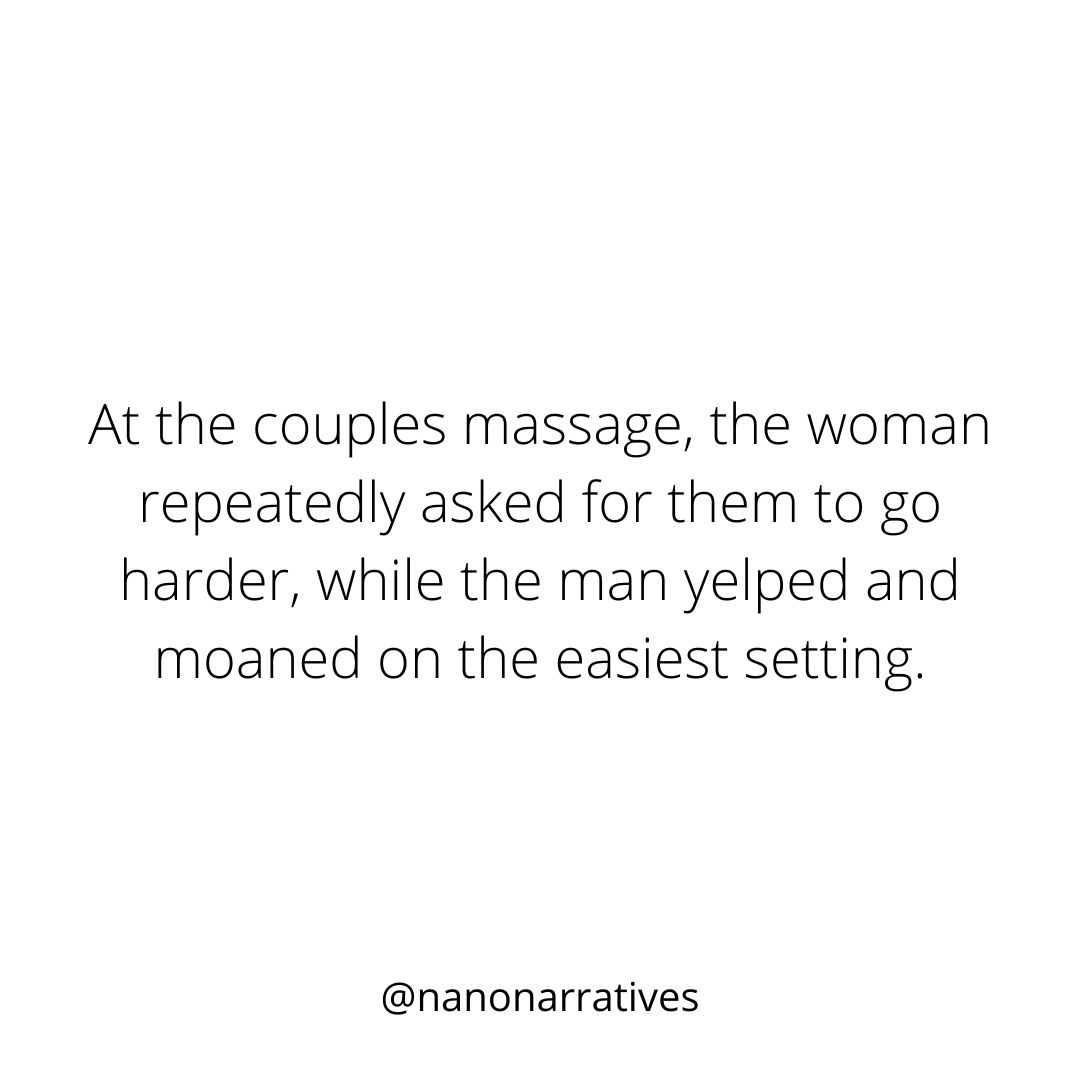 At the couples massage, the woman
repeatedly asked for them to go
harder, while the man yelped and
moaned on the easiest setting.
@nanonarratives